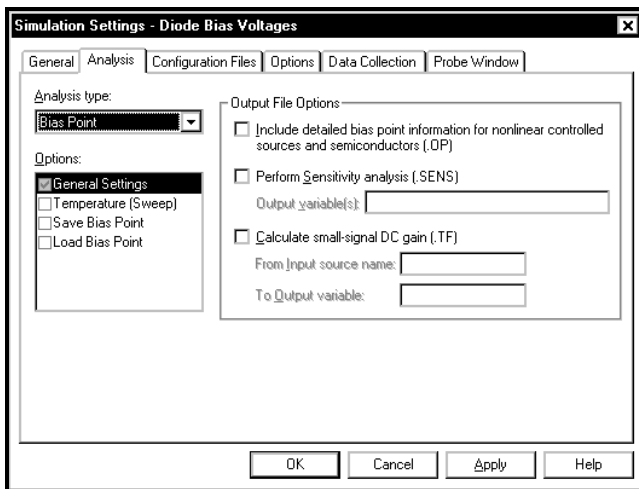 Simulation Settings - Diode Bias Voltages
General Analysis Configuration Files Options Data Collection Probe Window
Analysis type:
Bias Point
Options:
General Settings
Temperature (Sweep)
Save Bias Point
Load Bias Point
Output File Options
Include detailed bias point information for nonlinear controlled
sources and semiconductors (.OP)
Perform Sensitivity analysis (.SENS)
Output variable(s):
Calculate small-signal DC gain (.TF)
From Input source name:
To Output variable:
OK Cancel Apply Help